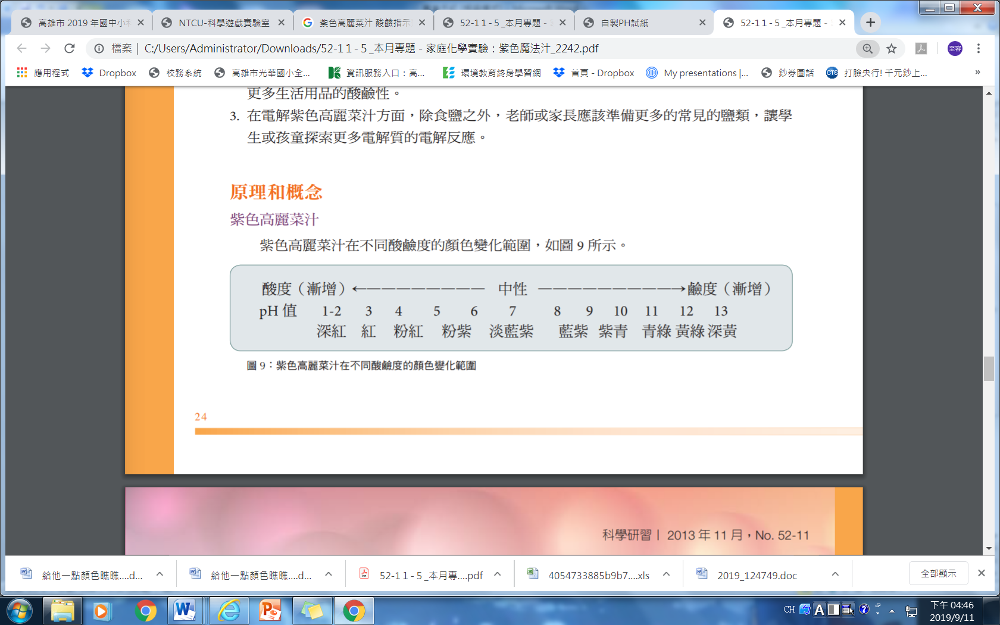 高雄市 2019 年國中小科
NTCU-科學遊戲實驗室
紫色高麗菜汁 酸鹼指示
52-1 1 - 5 _本月專題 -
自製PH試紙
52-1 1 - 5 _本月專題 -
檔案 | C:/Users/Administrator/Downloads/52-1 1 - 5 _本月專題 - 家庭化學實驗：紫色魔法汁_2242.pdf
至容
應用程式 Dropbox 校務系統 高雄市光華國小全... 資訊服務入口：高... 環境教育終身學習網 首頁 - Dropbox My presentations |... 鈔券圖話 CTS 打臉央行! 千元鈔上... »
更多生活用品的酸鹼性。
3. 在電解紫色高麗菜汁方面，除食鹽之外，老師或家長應該準備更多的常見的鹽類，讓學
生或孩童探索更多電解質的電解反應。
原理和概念
紫色高麗菜汁
紫色高麗菜汁在不同酸鹼度的顏色變化範圍，如圖 9 所示。
酸度（漸增）←———————— 中性 ——————————→鹼度（漸增）
pH 值 1-2 3 4 5 6 7 8 9 10 11 12 13
深紅 紅 粉紅 粉紫 淡藍紫 藍紫 紫青 青綠 黃綠 深黃
圖 9：紫色高麗菜汁在不同酸鹼度的顏色變化範圍
24
科學研習｜ 2013 年 11 月，No. 52-11
給他一點顏色瞧瞧....d...
給他一點顏色瞧瞧....d...
52-1 1 - 5 _本月專....pdf
4054733885b9b7....xls
2019_124749.doc
全部顯示
CH
A
下午 04:46
2019/9/11